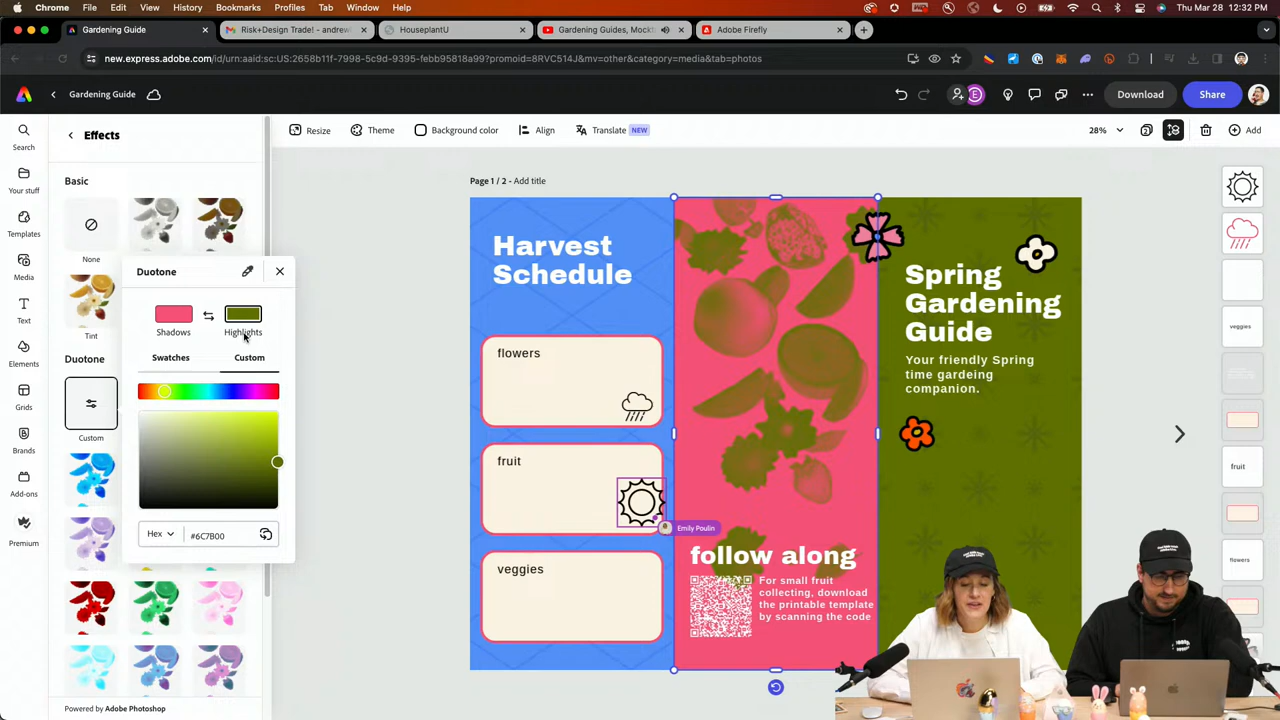 Chrome File Edit View History Bookmarks Profiles Tab Window Help
Thu Mar 28 12:32 PM
Gardening Guide
Risk+Design Trade! – andrew
HouseplantU
Gardening Guides, Mock
Adobe Firefly
new.express.adobe.com/id/urn:aaid:sc:US:2658b11f-7998-5c9d-9395-febb95818a99?promoid=8RVC514J&mv=other&category=media&tab=photos
Gardening Guide
E
Download
Share
Effects
Resize
Theme
Background color
Align
Translate NEW
28%
2
Add
Search
Your stuff
Templates
Media
Text
Elements
Grids
Brands
Add-ons
Premium
Basic
None
Tint
Duotone
Custom
Powered by Adobe Photoshop
Duotone
Shadows
Highlights
Swatches
Custom
Hex
#6C7B00
Page 1 / 2 - Add title
Harvest
Schedule
flowers
fruit
veggies
Emily Poulin
follow along
For small fruit
collecting, download
the printable template
by scanning the code
Spring
Gardening
Guide
Your friendly Spring
time gardeing
companion.
veggies
fruit
flowers